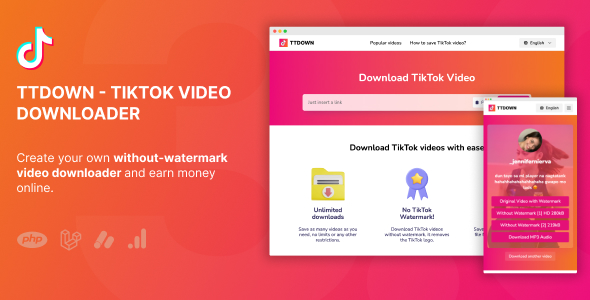 TTDOWN - TIKTOK VIDEO
DOWNLOADER
Create your own without-watermark
video downloader and earn money
online.
php
TTDOWN
Popular videos
How to save TikTok video?
English
Download TikTok Video
Just insert a link
Download TikTok videos with ease
Unlimited
downloads
Save as many videos as you
need, no limits or any other
restrictions.
No TikTok
Watermark!
Download TikTok videos
without watermark, it removes
the TikTok logo.
TTDOWN
English
Original Video with Watermark
Without Watermark [1] HD 280kB
Without Watermark [2] 219kB
Download MP3 Audio
Download another video